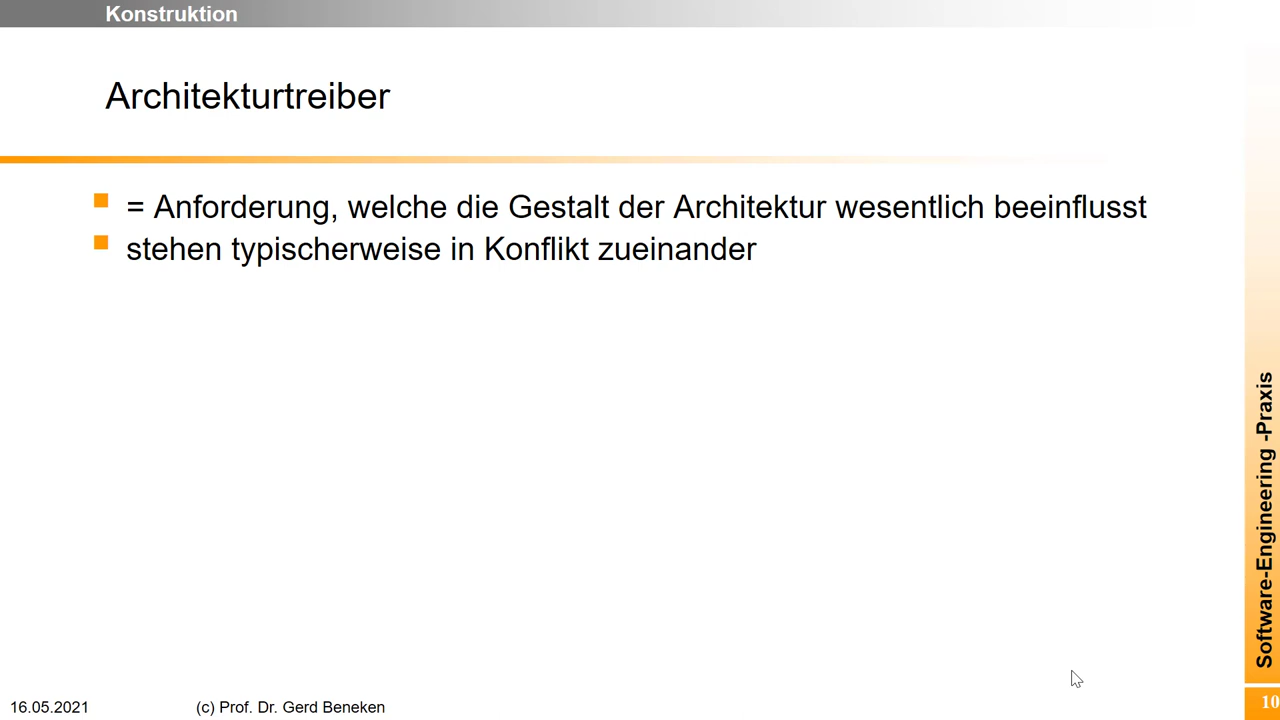 Konstruktion
Architekturtreiber
= Anforderung, welche die Gestalt der Architektur wesentlich beeinflusst
stehen typischerweise in Konflikt zueinander
Software-Engineering -Praxis
16.05.2021
(c) Prof. Dr. Gerd Beneken
10